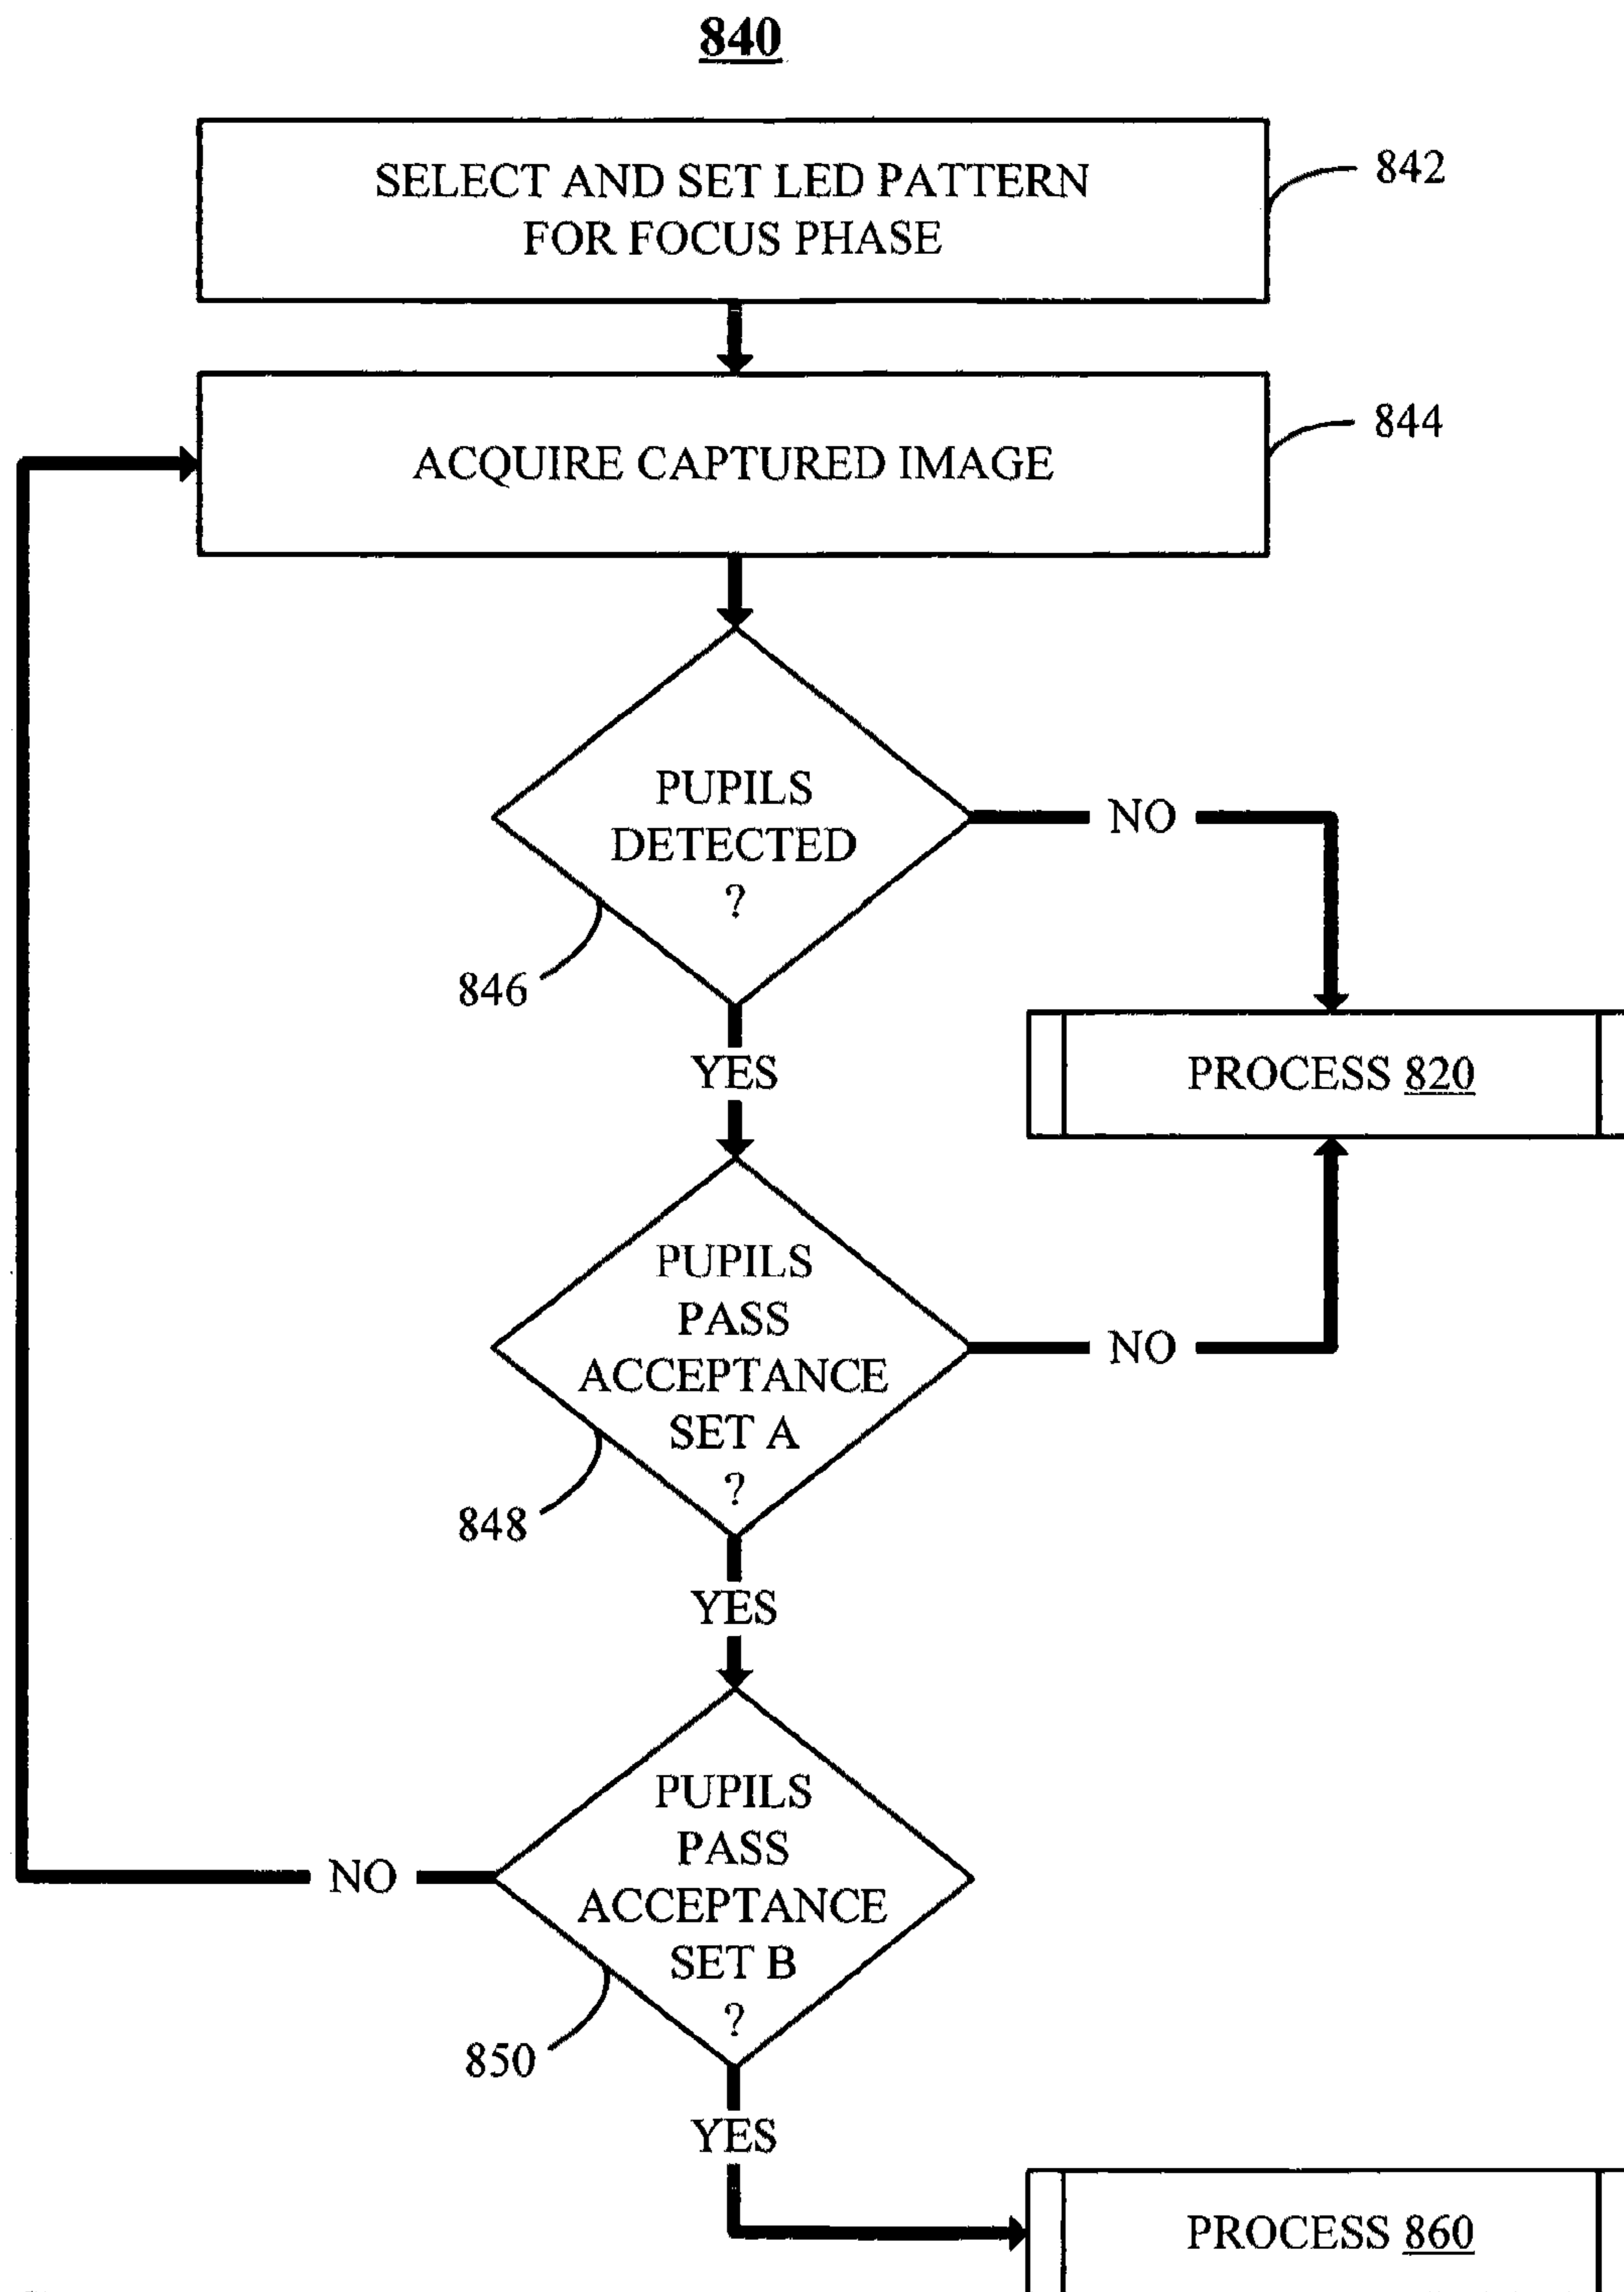 840
SELECT AND SET LED PATTERN
FOR FOCUS PHASE
842
ACQUIRE CAPTURED IMAGE
844
PUPILS
DETECTED
?
NO
846
YES
PROCESS 820
PUPILS
PASS
ACCEPTANCE
SET A
?
NO
848
YES
PUPILS
PASS
ACCEPTANCE
SET B
?
NO
850
YES
PROCESS 860